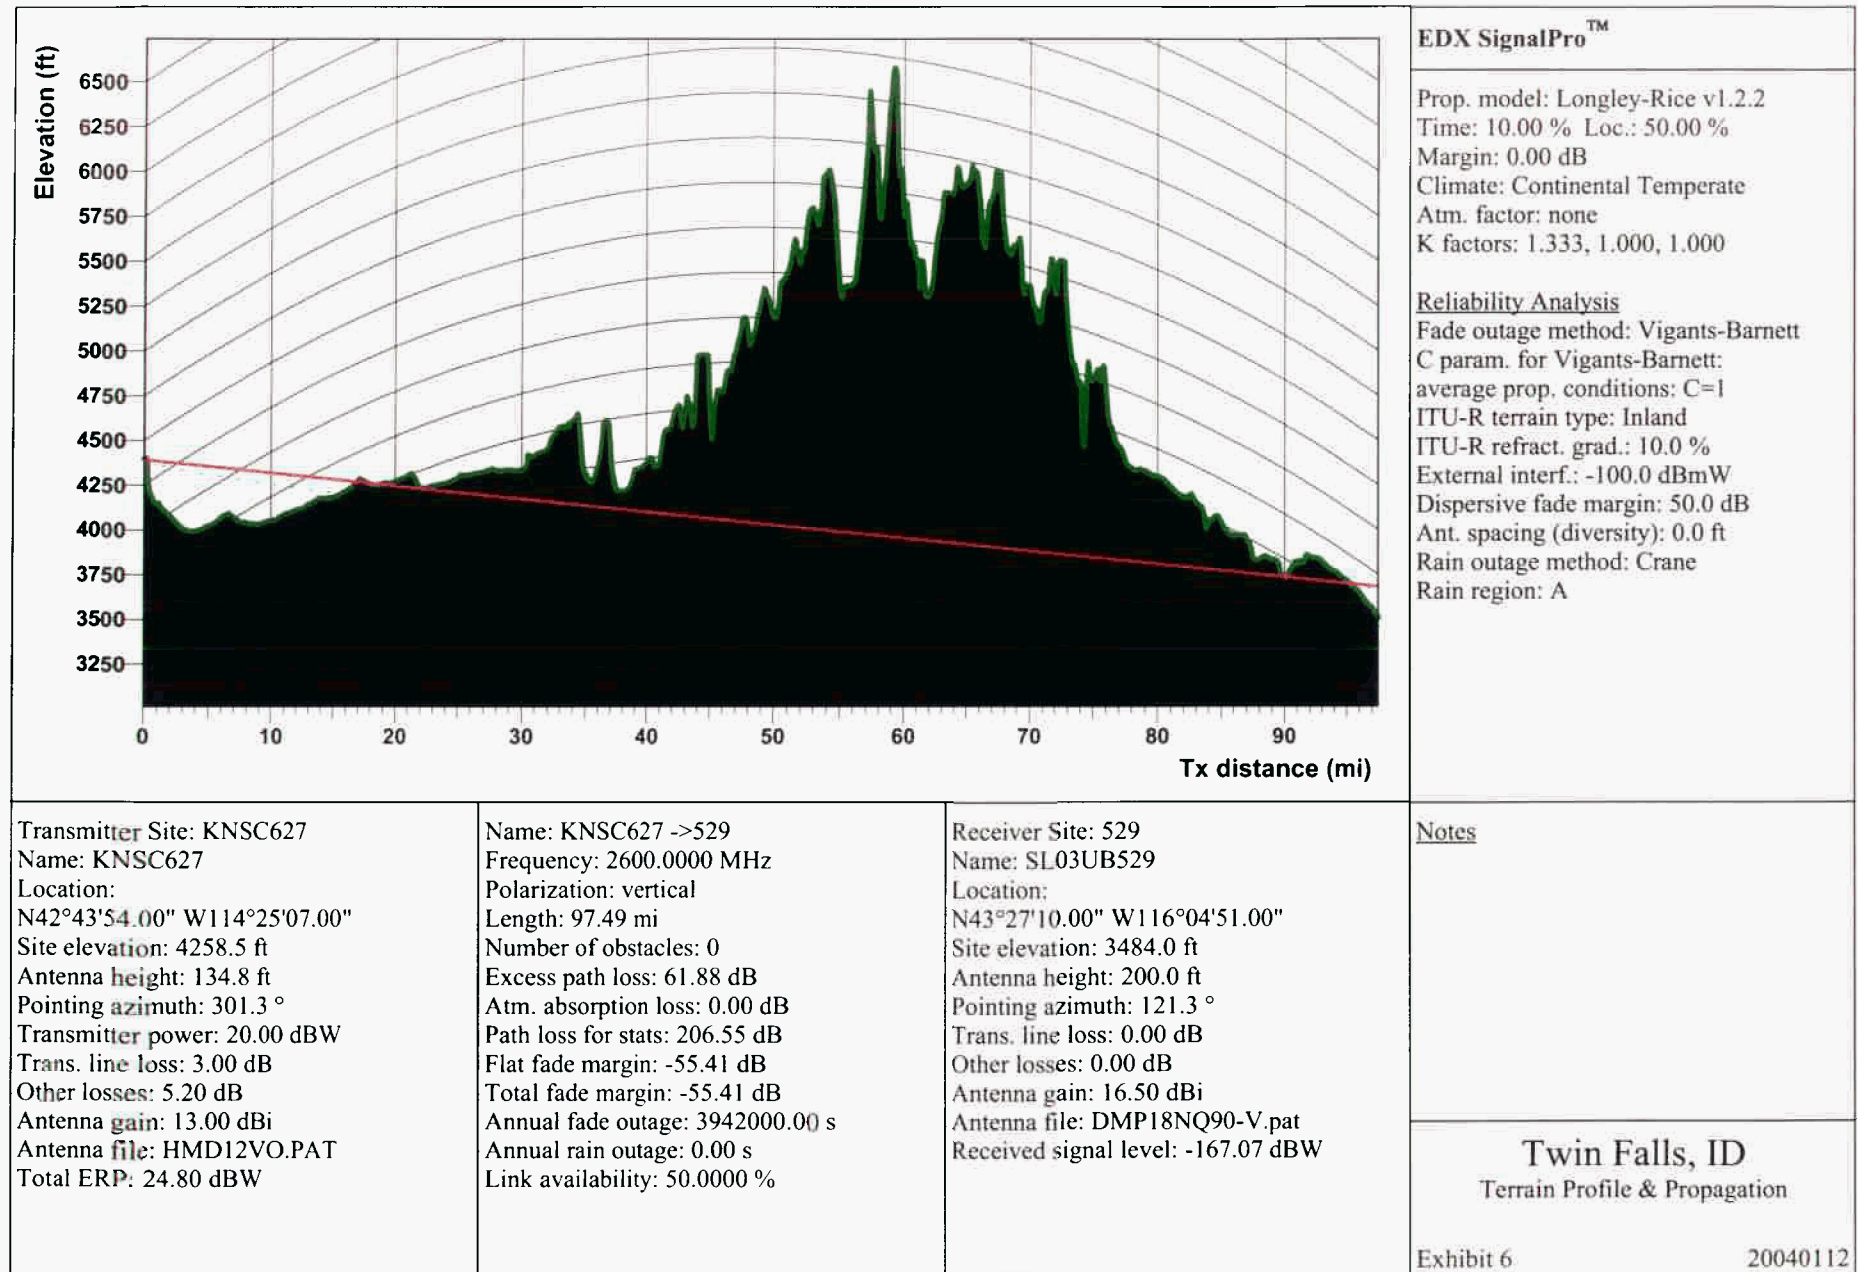 Elevation (ft)
6500
6250
6000
5750
5500
5250
5000
4750
4500
4250
4000
3750
3500
3250
0 10 20 30 40 50 60 70 80 90
Tx distance (mi)
EDX SignalPro™
Prop. model: Longley-Rice v1.2.2
Time: 10.00 % Loc.: 50.00 %
Margin: 0.00 dB
Climate: Continental Temperate
Atm. factor: none
K factors: 1.333, 1.000, 1.000
Reliability Analysis
Fade outage method: Vigants-Barnett
C param. for Vigants-Barnett:
average prop. conditions: C=1
ITU-R terrain type: Inland
ITU-R refract. grad.: 10.0 %
External interf.: -100.0 dBmW
Dispersive fade margin: 50.0 dB
Ant. spacing (diversity): 0.0 ft
Rain outage method: Crane
Rain region: A
Transmitter Site: KNSC627
Name: KNSC627
Location:
N42°43'54.00" W114°25'07.00"
Site elevation: 4258.5 ft
Antenna height: 134.8 ft
Pointing azimuth: 301.3 °
Transmitter power: 20.00 dBW
Trans. line loss: 3.00 dB
Other losses: 5.20 dB
Antenna gain: 13.00 dBi
Antenna file: HMD12VO.PAT
Total ERP: 24.80 dBW
Name: KNSC627 ->529
Frequency: 2600.0000 MHz
Polarization: vertical
Length: 97.49 mi
Number of obstacles: 0
Excess path loss: 61.88 dB
Atm. absorption loss: 0.00 dB
Path loss for stats: 206.55 dB
Flat fade margin: -55.41 dB
Total fade margin: -55.41 dB
Annual fade outage: 3942000.00 s
Annual rain outage: 0.00 s
Link availability: 50.0000 %
Receiver Site: 529
Name: SL03UB529
Location:
N43°27'10.00" W116°04'51.00"
Site elevation: 3484.0 ft
Antenna height: 200.0 ft
Pointing azimuth: 121.3 °
Trans. line loss: 0.00 dB
Other losses: 0.00 dB
Antenna gain: 16.50 dBi
Antenna file: DMP18NQ90-V.pat
Received signal level: -167.07 dBW
Notes
Twin Falls, ID
Terrain Profile & Propagation
Exhibit 6 20040112